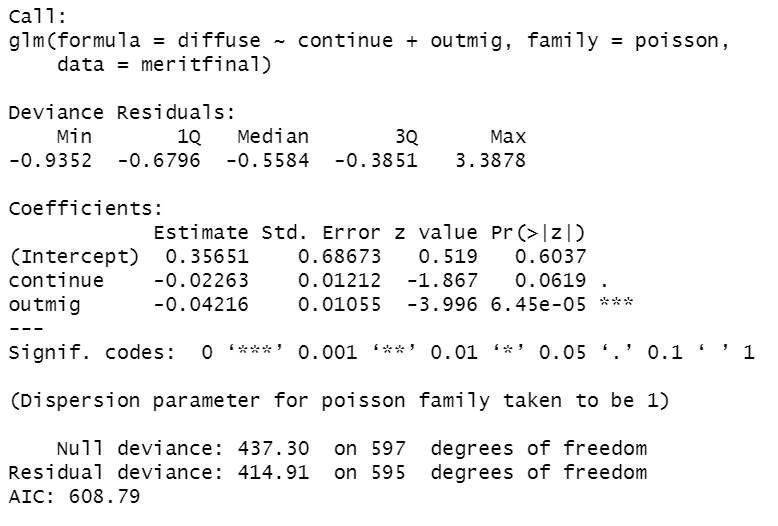 Call:
glm(formula = diffuse ~ continue + outmig, family = poisson,
    data = meritfinal)

Deviance Residuals:
    Min       1Q   Median       3Q      Max
-0.9352  -0.6796  -0.5584  -0.3851   3.3878

Coefficients:
            Estimate Std. Error z value Pr(>|z|)
(Intercept)  0.35651    0.68673   0.519   0.6037
continue    -0.02263    0.01212  -1.867   0.0619 .
outmig      -0.04216    0.01055  -3.996 6.45e-05 ***
---
Signif. codes:  0 ‘***’ 0.001 ‘**’ 0.01 ‘*’ 0.05 ‘.’ 0.1 ‘ ’ 1

(Dispersion parameter for poisson family taken to be 1)

    Null deviance: 437.30  on 597  degrees of freedom
Residual deviance: 414.91  on 595  degrees of freedom
AIC: 608.79